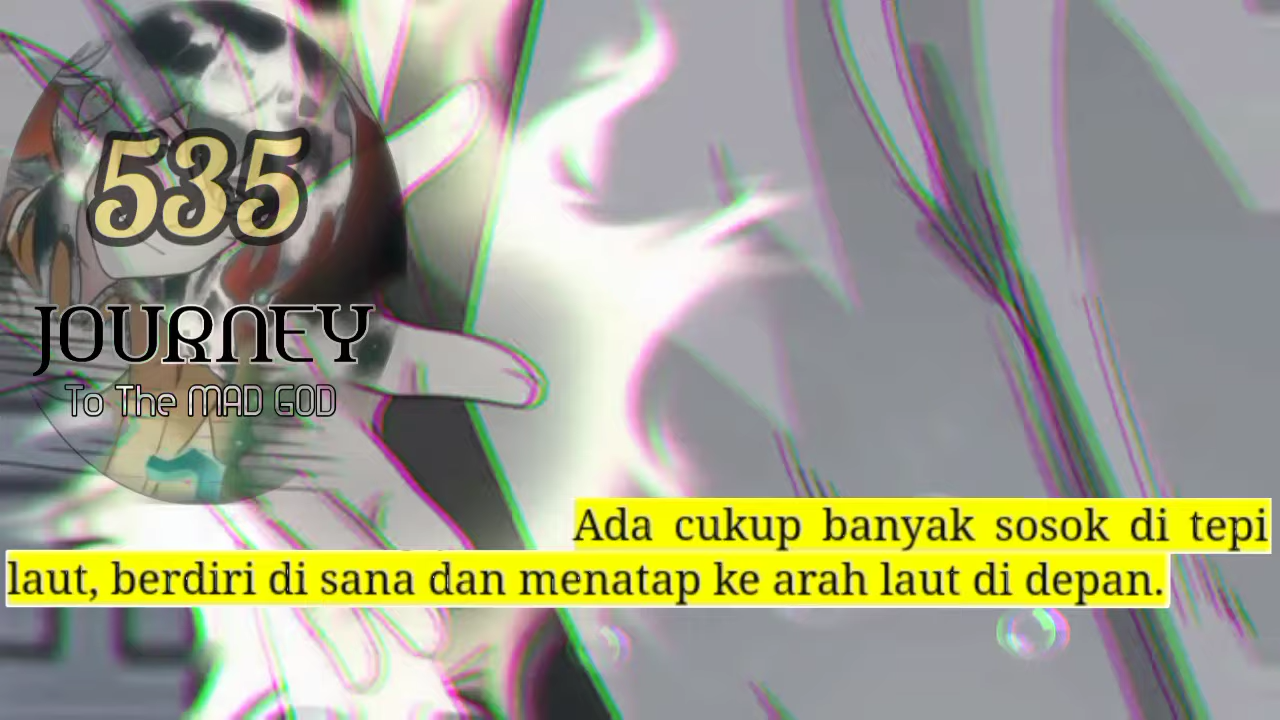 535
JOURNEY
To The MAD GOD
Ada cukup banyak sosok di tepi
laut, berdiri di sana dan menatap ke arah laut di depan.